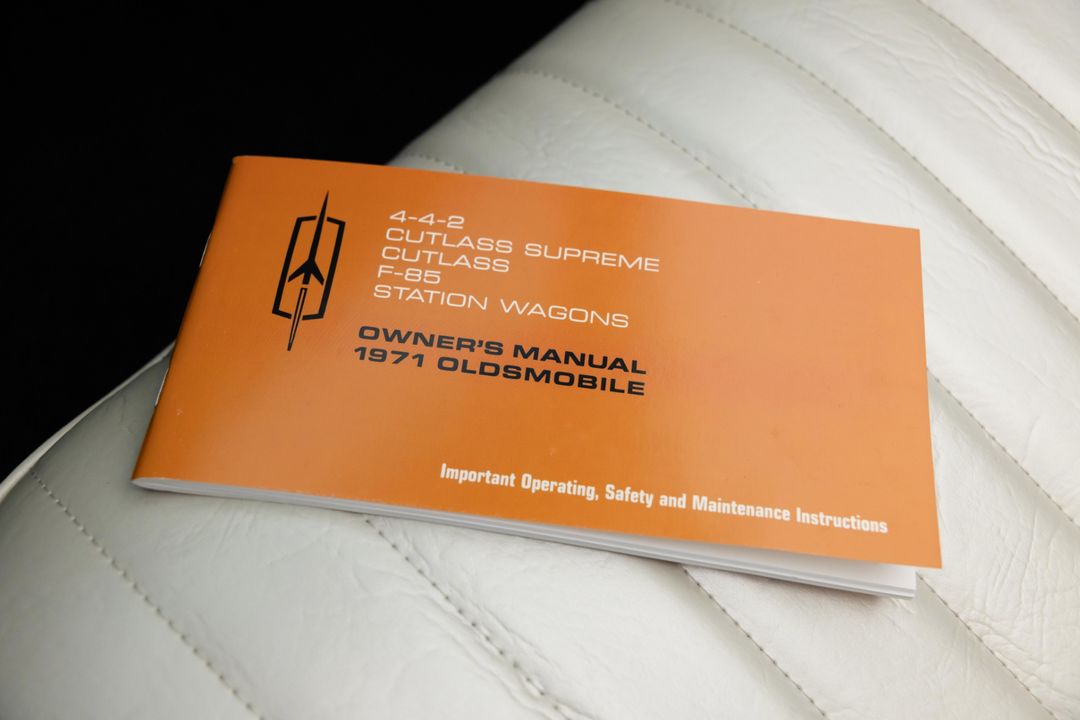 4-4-2
CUTLASS SUPREME
CUTLASS
F-85
STATION WAGONS
OWNER'S MANUAL
1971 OLDSMOBILE
Important Operating, Safety and Maintenance Instructions